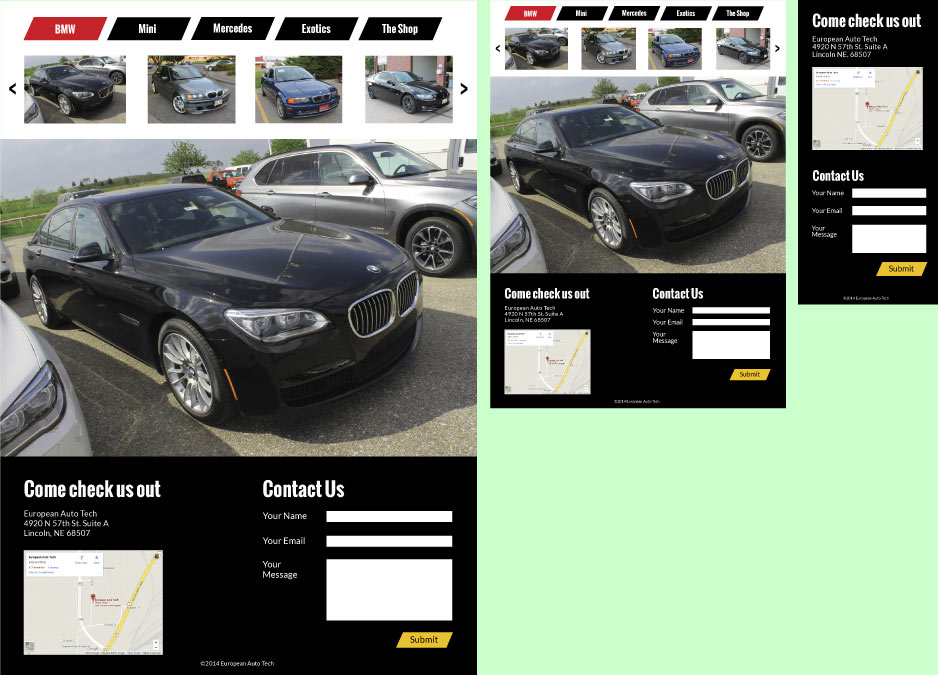 BMW
Mini
Mercedes
Exotics
The Shop
Come check us out
European Auto Tech
4920 N 57th St. Suite A
Lincoln, NE 68507
Contact Us
Your Name
Your Email
Your
Message
Submit
©2014 European Auto Tech
BMW
Mini
Mercedes
Exotics
The Shop
Come check us out
European Auto Tech
4920 N 57th St. Suite A
Lincoln, NE 68507
Contact Us
Your Name
Your Email
Your
Message
Submit
©2014 European Auto Tech
Come check us out
European Auto Tech
4920 N 57th St. Suite A
Lincoln NE, 68507
Contact Us
Your Name
Your Email
Your
Message
Submit
©2014 European Auto Tech